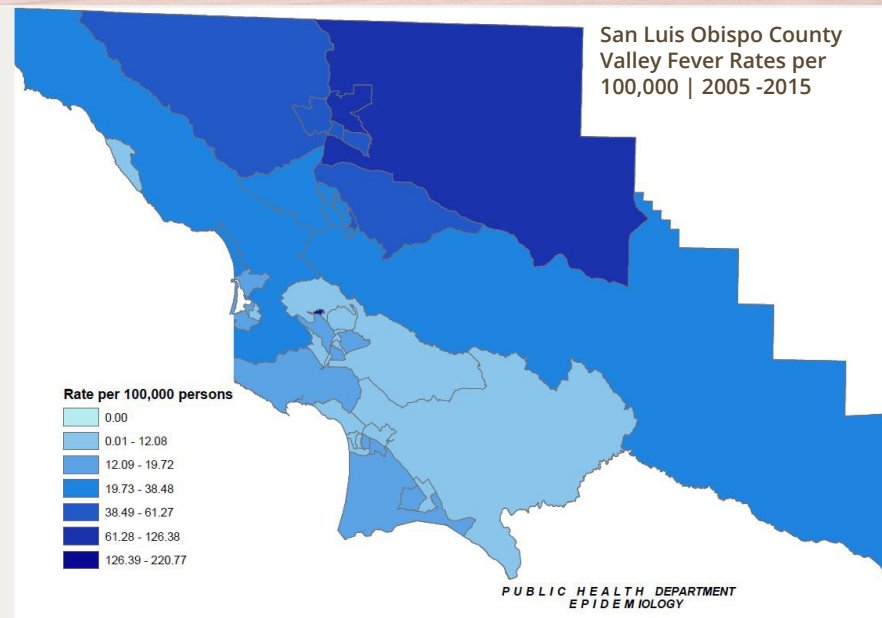 San Luis Obispo County
Valley Fever Rates per
100,000 | 2005 -2015
Rate per 100,000 persons
0.00
0.01 - 12.08
12.09 - 19.72
19.73 - 38.48
38.49 - 61.27
61.28 - 126.38
126.39 - 220.77
PUBLIC HEALTH DEPARTMENT
EPIDEMIOLOGY